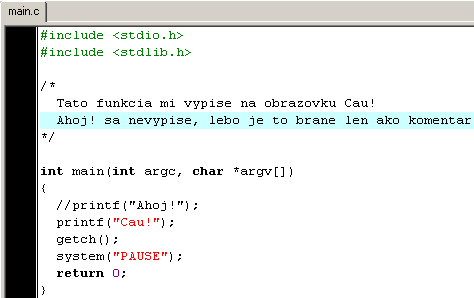 main.c
#include <stdio.h>
#include <stdlib.h>
/*
Tato funkcia mi vypise na obrazovku Cau!
Ahoj! sa nevypise, lebo je to brane len ako komentar
*/
int main(int argc, char *argv[])
{
//printf("Ahoj!");
printf("Cau!");
getch();
system("PAUSE");
return 0;
}